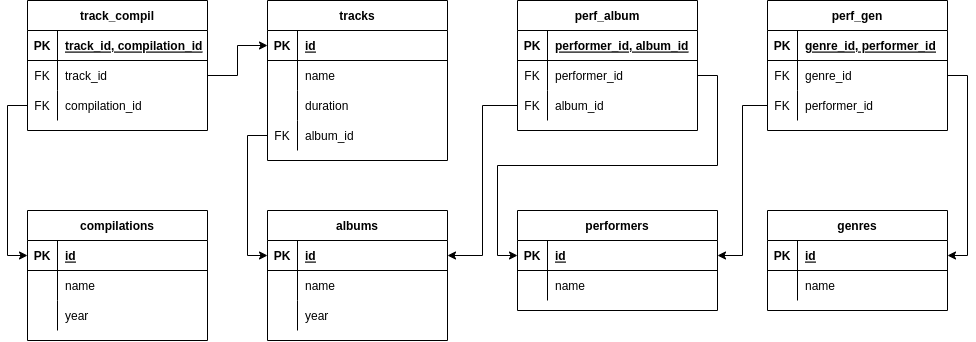 track_compil
PK track_id, compilation_id
FK track_id
FK compilation_id
tracks
PK id
name
duration
FK album_id
perf_album
PK performer_id, album_id
FK performer_id
FK album_id
perf_gen
PK genre_id, performer_id
FK genre_id
FK performer_id
compilations
PK id
name
year
albums
PK id
name
year
performers
PK id
name
genres
PK id
name